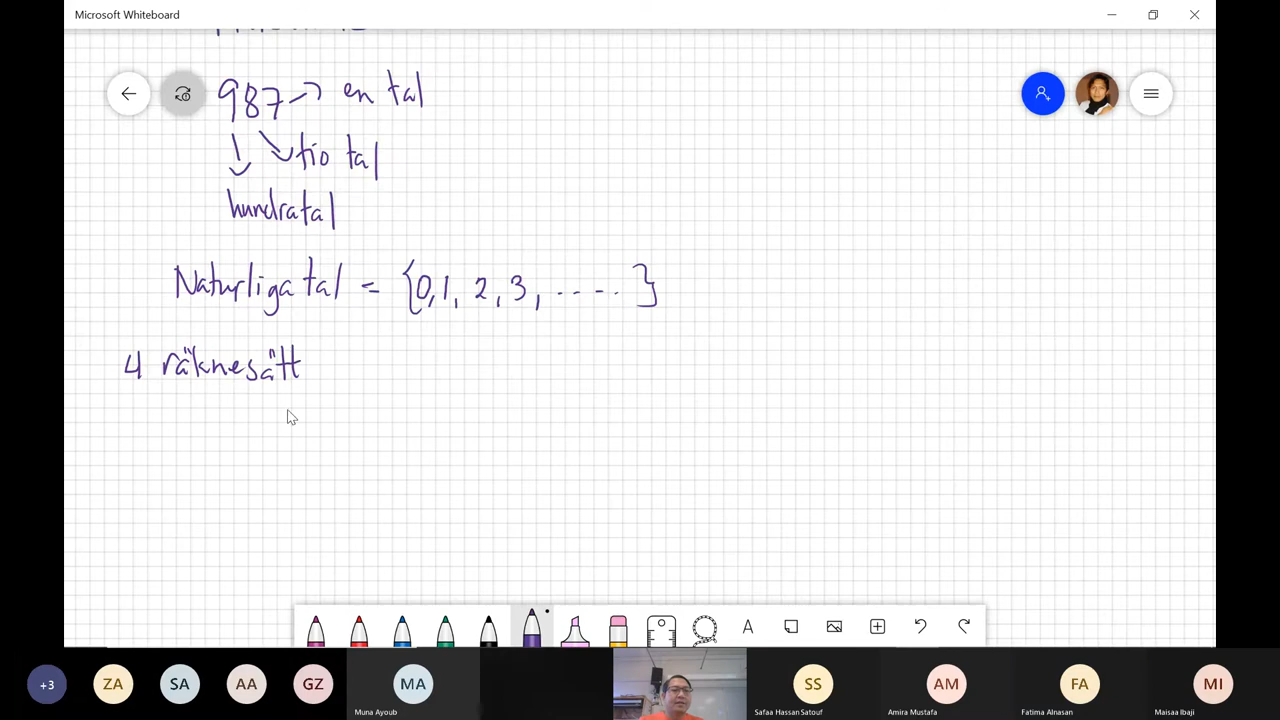 Microsoft Whiteboard
987 → en tal
tio tal
hundratal
Naturliga tal = {0, 1, 2, 3, ..... }
4 räknesätt
A
+3
ZA
SA
AA
GZ
MA
Muna Ayoub
SS
Safaa Hassan Satouf
AM
Amira Mustafa
FA
Fatima Alnasan
MI
Maisaa Ibaji